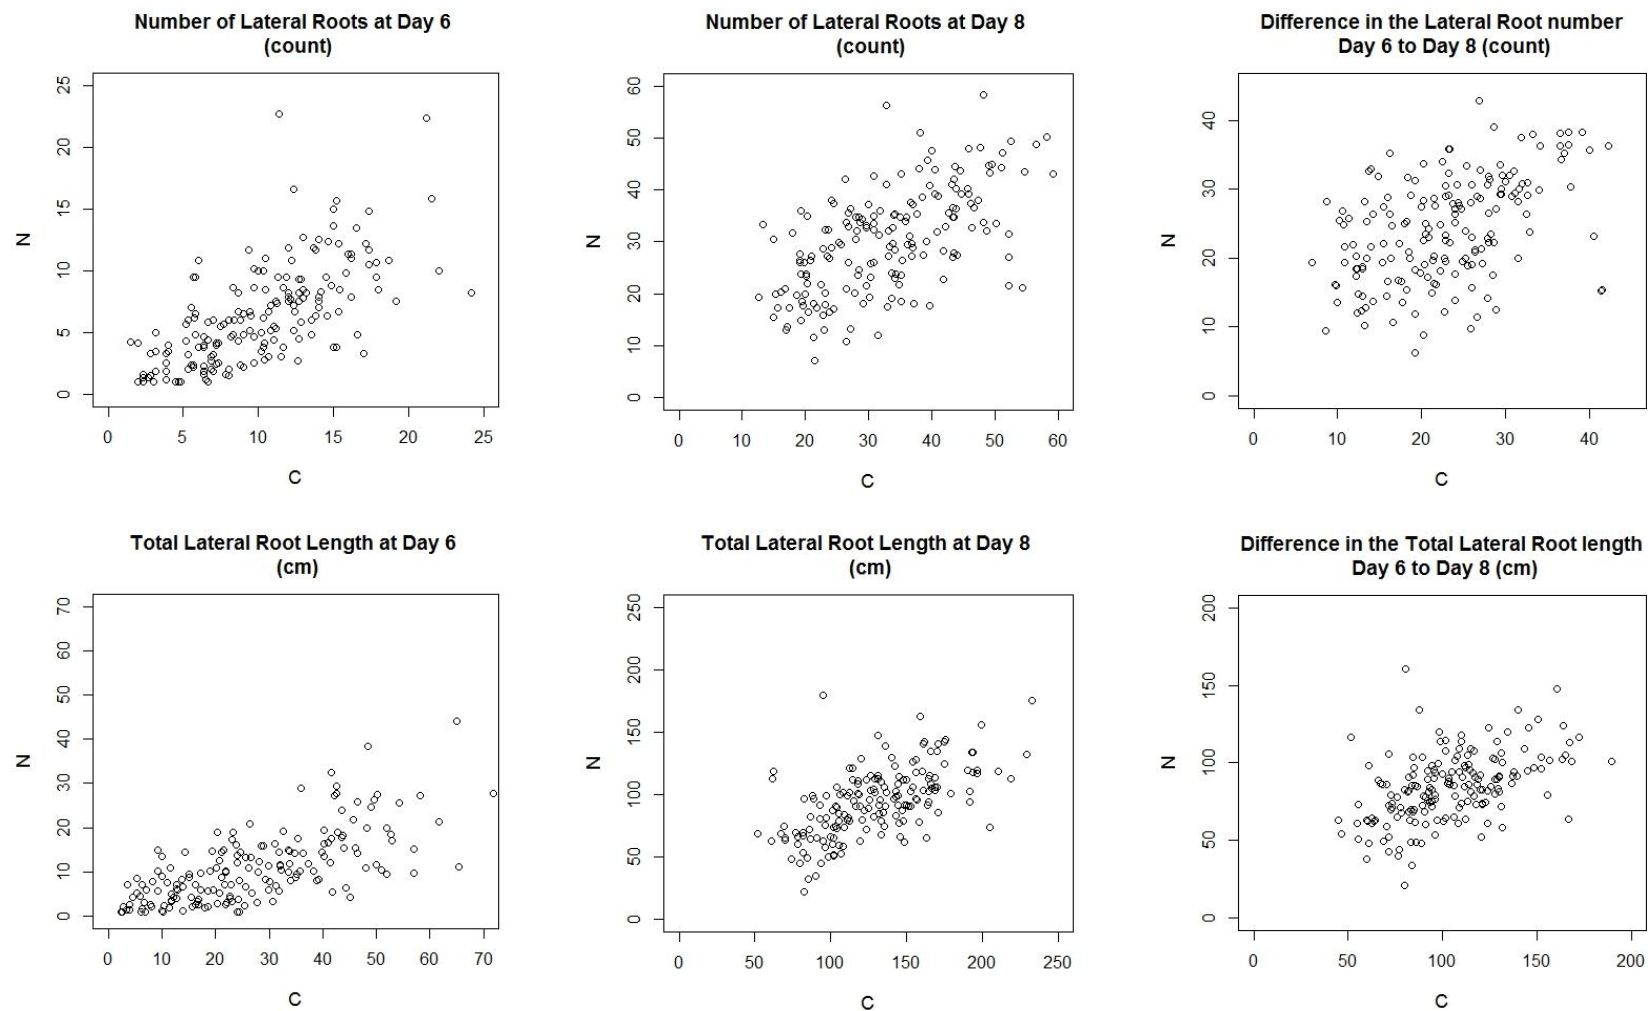 Number of Lateral Roots at Day 6
(count)
25
20
15
10
5
0
N
0 5 10 15 20 25
C
Number of Lateral Roots at Day 8
(count)
60
50
40
30
20
10
0
N
0 10 20 30 40 50 60
C
Difference in the Lateral Root number
Day 6 to Day 8 (count)
40
30
20
10
0
N
0 10 20 30 40
C
Total Lateral Root Length at Day 6
(cm)
70
60
50
40
30
20
10
0
N
0 10 20 30 40 50 60 70
C
Total Lateral Root Length at Day 8
(cm)
250
200
150
100
50
0
N
0 50 100 150 200 250
C
Difference in the Total Lateral Root length
Day 6 to Day 8 (cm)
200
150
100
50
0
N
0 50 100 150 200
C